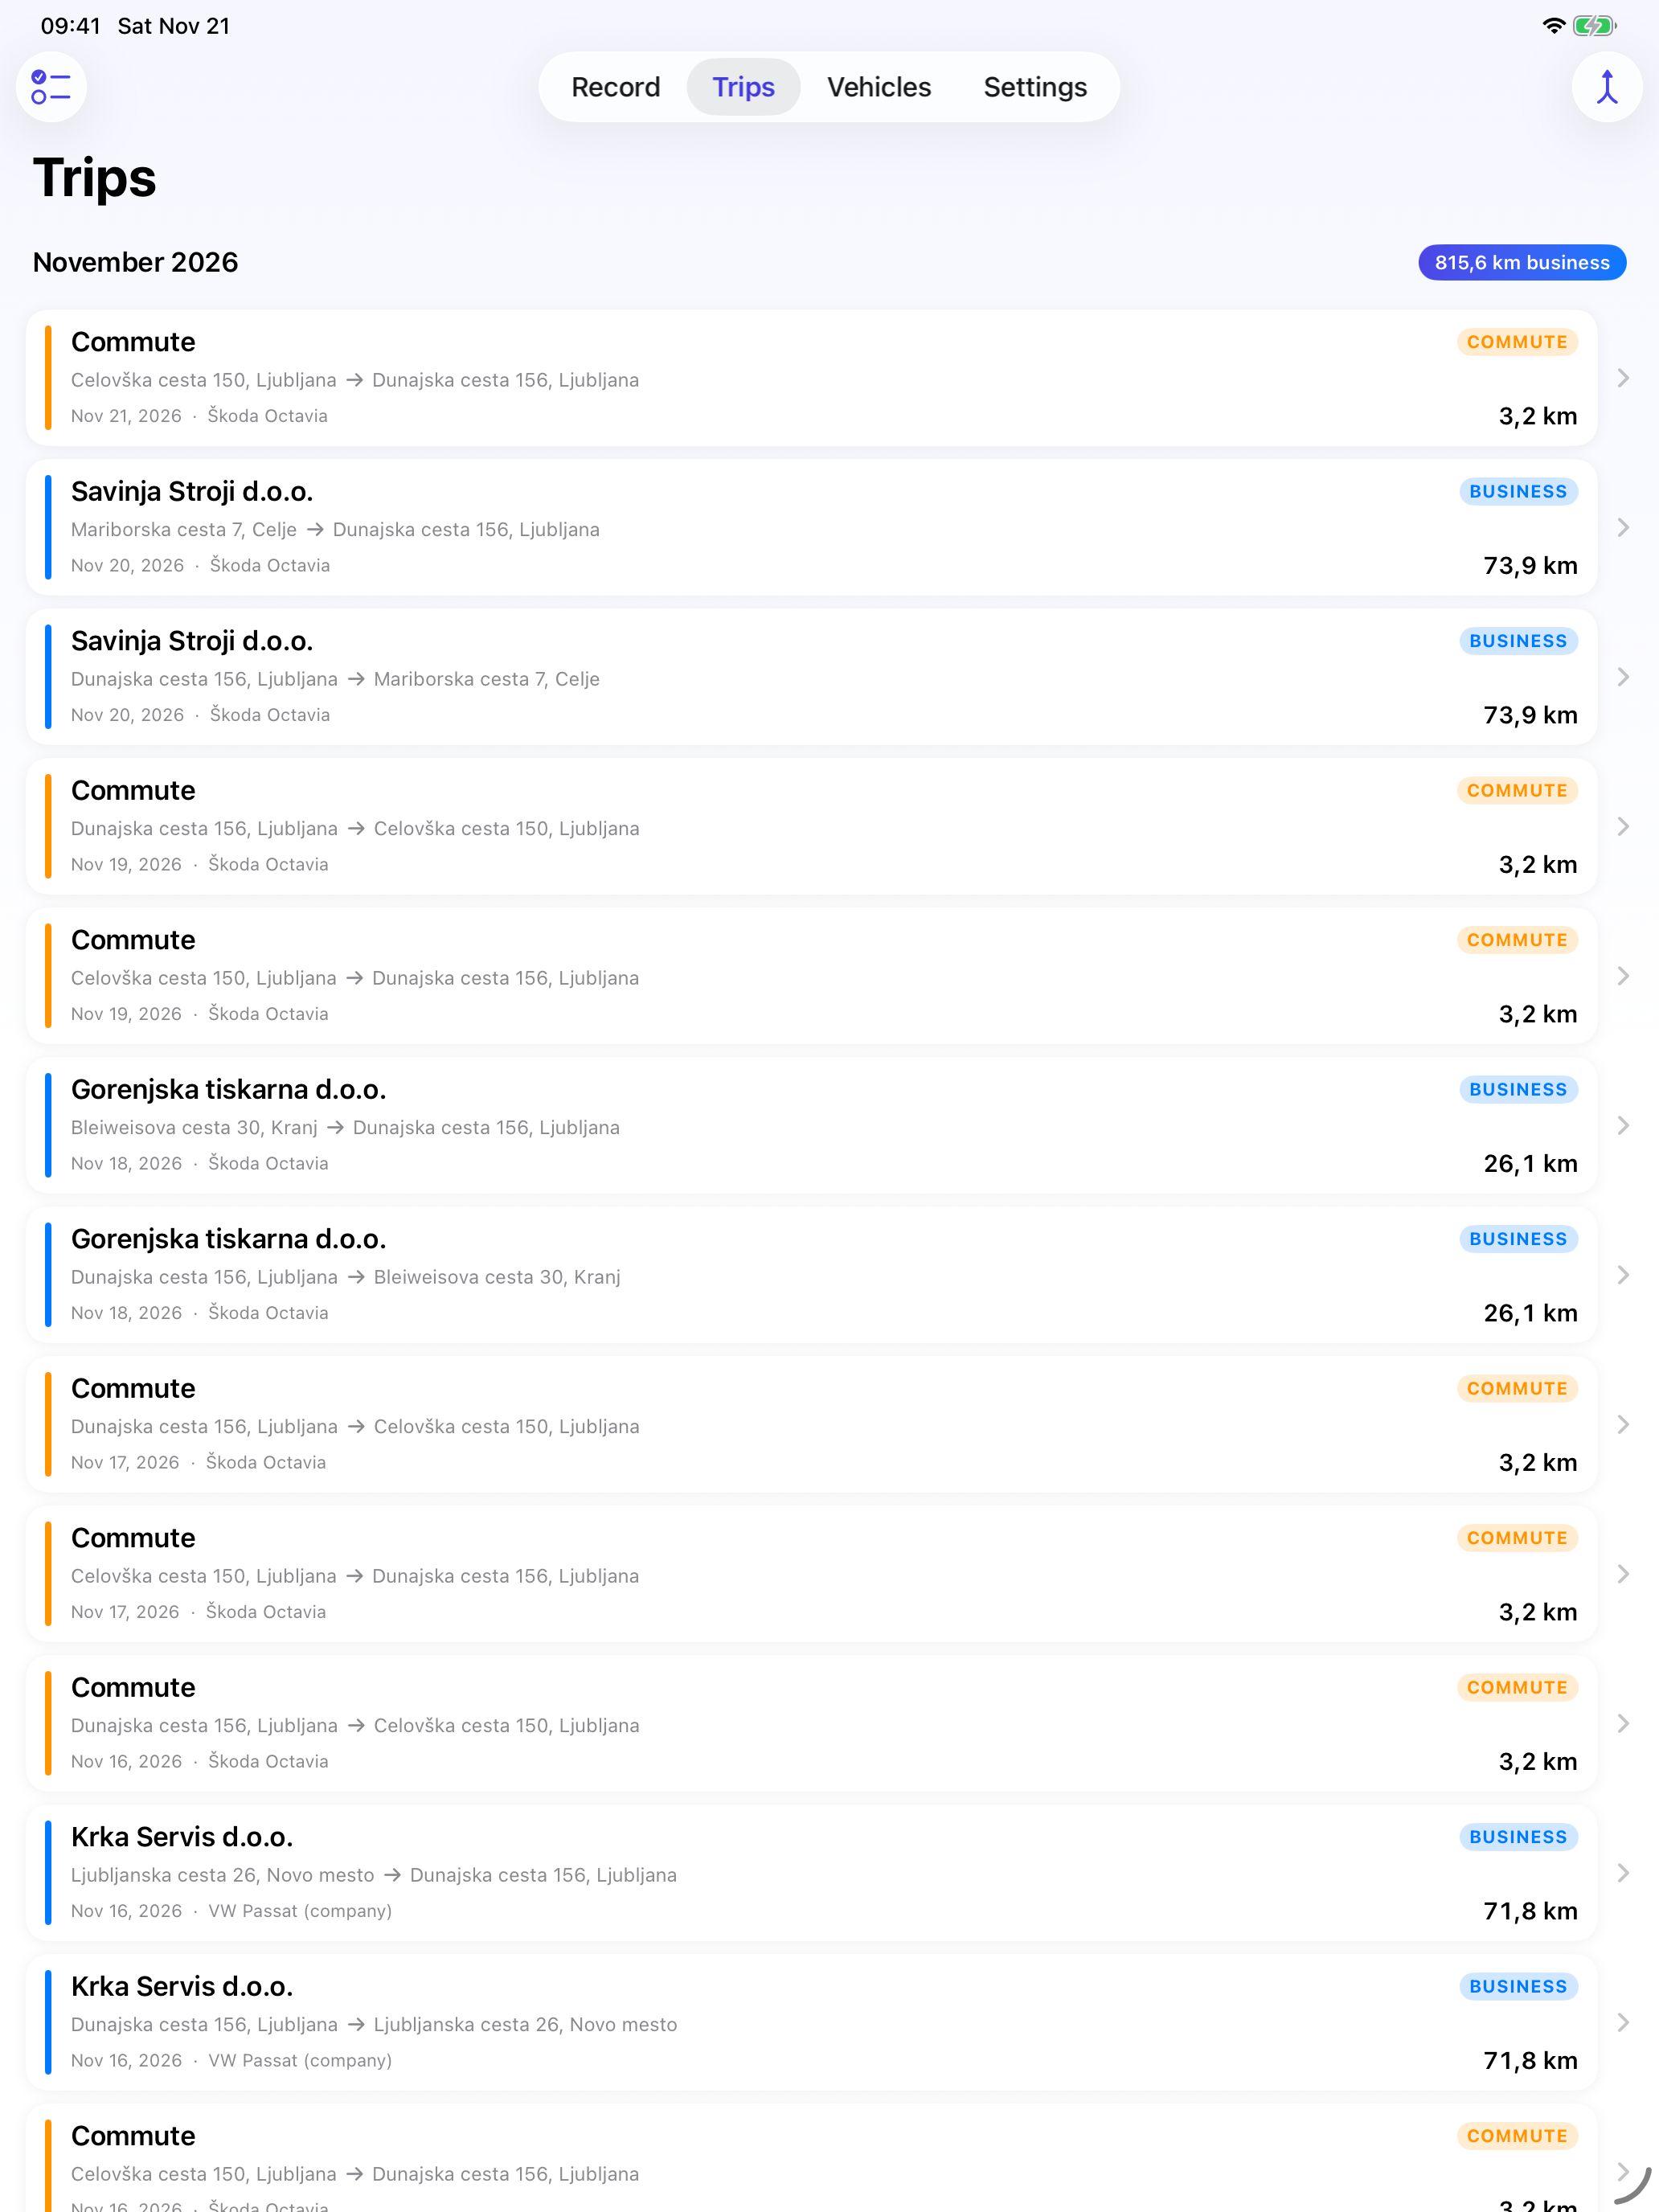 09:41 Sat Nov 21
Record Trips Vehicles Settings
Trips
November 2026
815,6 km business
Commute
COMMUTE
Celovška cesta 150, Ljubljana → Dunajska cesta 156, Ljubljana
Nov 21, 2026 · Škoda Octavia
3,2 km
Savinja Stroji d.o.o.
BUSINESS
Mariborska cesta 7, Celje → Dunajska cesta 156, Ljubljana
Nov 20, 2026 · Škoda Octavia
73,9 km
Savinja Stroji d.o.o.
BUSINESS
Dunajska cesta 156, Ljubljana → Mariborska cesta 7, Celje
Nov 20, 2026 · Škoda Octavia
73,9 km
Commute
COMMUTE
Dunajska cesta 156, Ljubljana → Celovška cesta 150, Ljubljana
Nov 19, 2026 · Škoda Octavia
3,2 km
Commute
COMMUTE
Celovška cesta 150, Ljubljana → Dunajska cesta 156, Ljubljana
Nov 19, 2026 · Škoda Octavia
3,2 km
Gorenjska tiskarna d.o.o.
BUSINESS
Bleiweisova cesta 30, Kranj → Dunajska cesta 156, Ljubljana
Nov 18, 2026 · Škoda Octavia
26,1 km
Gorenjska tiskarna d.o.o.
BUSINESS
Dunajska cesta 156, Ljubljana → Bleiweisova cesta 30, Kranj
Nov 18, 2026 · Škoda Octavia
26,1 km
Commute
COMMUTE
Dunajska cesta 156, Ljubljana → Celovška cesta 150, Ljubljana
Nov 17, 2026 · Škoda Octavia
3,2 km
Commute
COMMUTE
Celovška cesta 150, Ljubljana → Dunajska cesta 156, Ljubljana
Nov 17, 2026 · Škoda Octavia
3,2 km
Commute
COMMUTE
Dunajska cesta 156, Ljubljana → Celovška cesta 150, Ljubljana
Nov 16, 2026 · Škoda Octavia
3,2 km
Krka Servis d.o.o.
BUSINESS
Ljubljanska cesta 26, Novo mesto → Dunajska cesta 156, Ljubljana
Nov 16, 2026 · VW Passat (company)
71,8 km
Krka Servis d.o.o.
BUSINESS
Dunajska cesta 156, Ljubljana → Ljubljanska cesta 26, Novo mesto
Nov 16, 2026 · VW Passat (company)
71,8 km
Commute
COMMUTE
Celovška cesta 150, Ljubljana → Dunajska cesta 156, Ljubljana
Nov 16, 2026 · Škoda Octavia
3,2 km